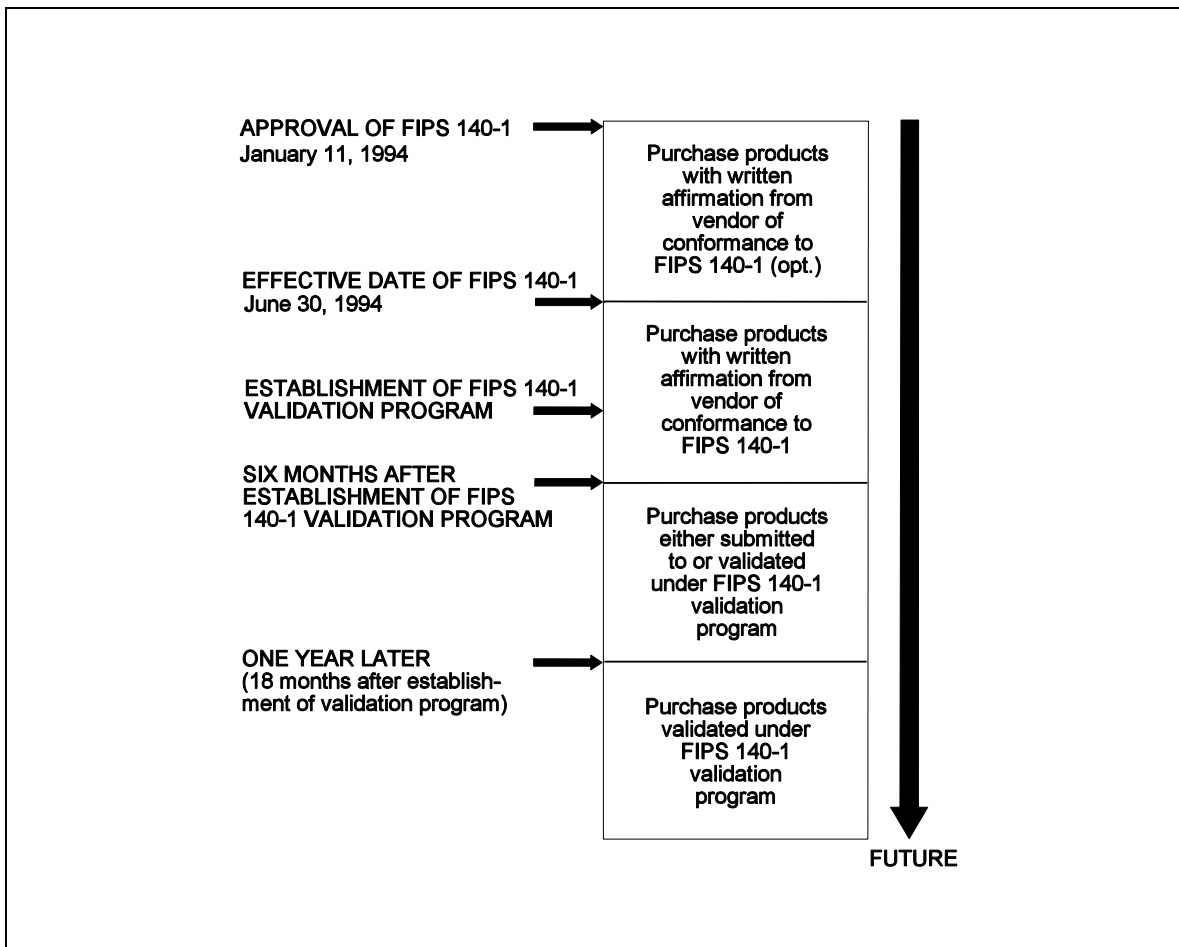 APPROVAL OF FIPS 140-1
January 11, 1994
Purchase products
with written
affirmation from
vendor of
conformance to
FIPS 140-1 (opt.)
EFFECTIVE DATE OF FIPS 140-1
June 30, 1994
Purchase products
with written
affirmation from
vendor of
conformance to
FIPS 140-1
ESTABLISHMENT OF FIPS 140-1
VALIDATION PROGRAM
SIX MONTHS AFTER
ESTABLISHMENT OF FIPS
140-1 VALIDATION PROGRAM
Purchase products
either submitted
to or validated
under FIPS 140-1
validation
program
ONE YEAR LATER
(18 months after establish-
ment of validation program)
Purchase products
validated under
FIPS 140-1
validation
program
FUTURE